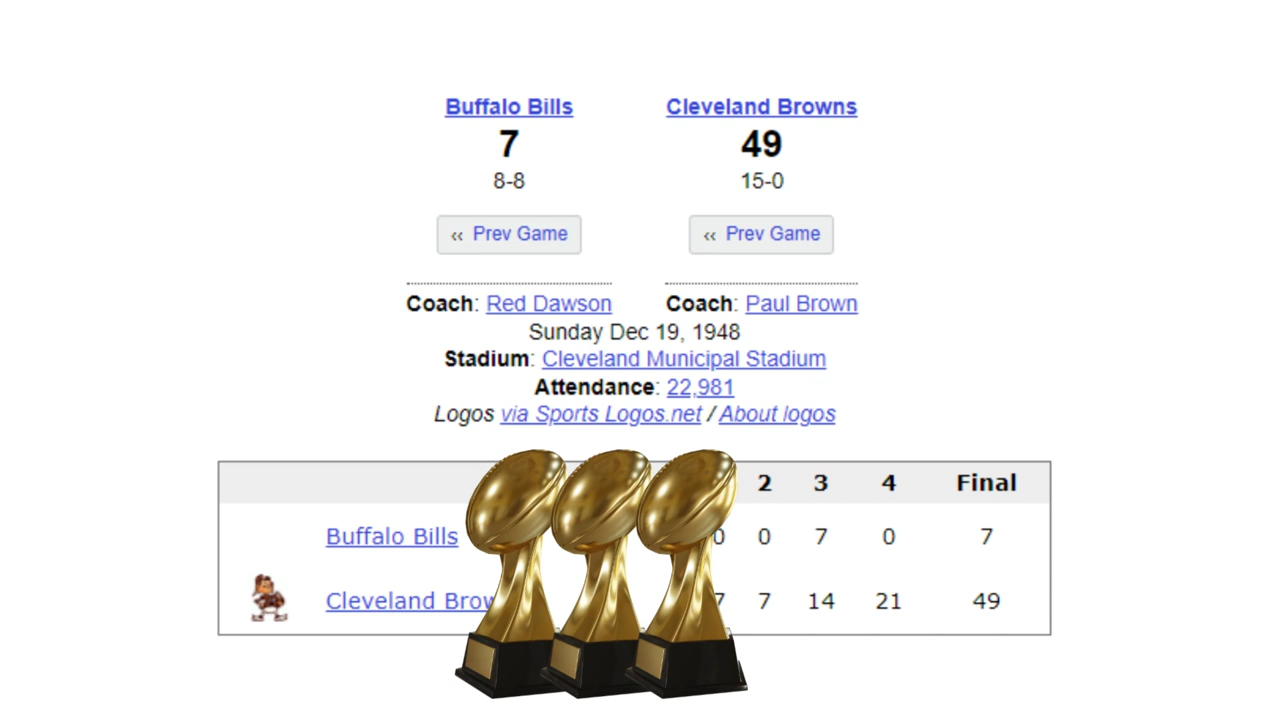 Buffalo Bills Cleveland Browns
7 49
8-8 15-0
‹‹ Prev Game ‹‹ Prev Game
Coach: Red Dawson Coach: Paul Brown
Sunday Dec 19, 1948
Stadium: Cleveland Municipal Stadium
Attendance: 22,981
Logos via Sports Logos.net / About logos
2 3 4 Final
Buffalo Bills 0 0 7 0 7
Cleveland 7 7 14 21 49